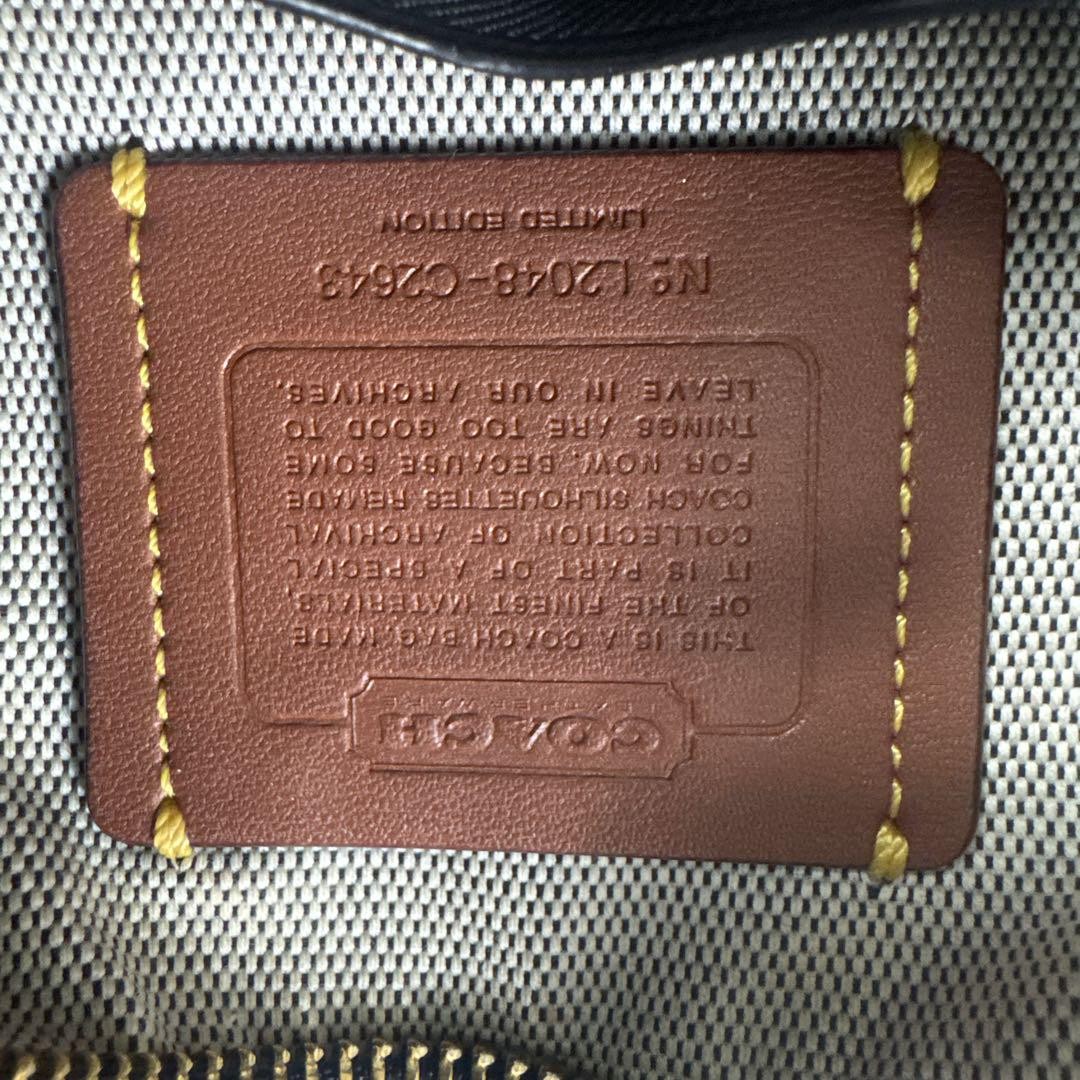 COACH
THIS IS A COACH BAG. MADE
OF THE FINEST MATERIALS,
IT IS PART OF A SPECIAL
COLLECTION OF ARCHIVAL
COACH SILHOUETTES REMADE
FOR NOW, BECAUSE SOME
THINGS ARE TOO GOOD TO
LEAVE IN OUR ARCHIVES.
Nº L2048-C2643
LIMITED EDITION